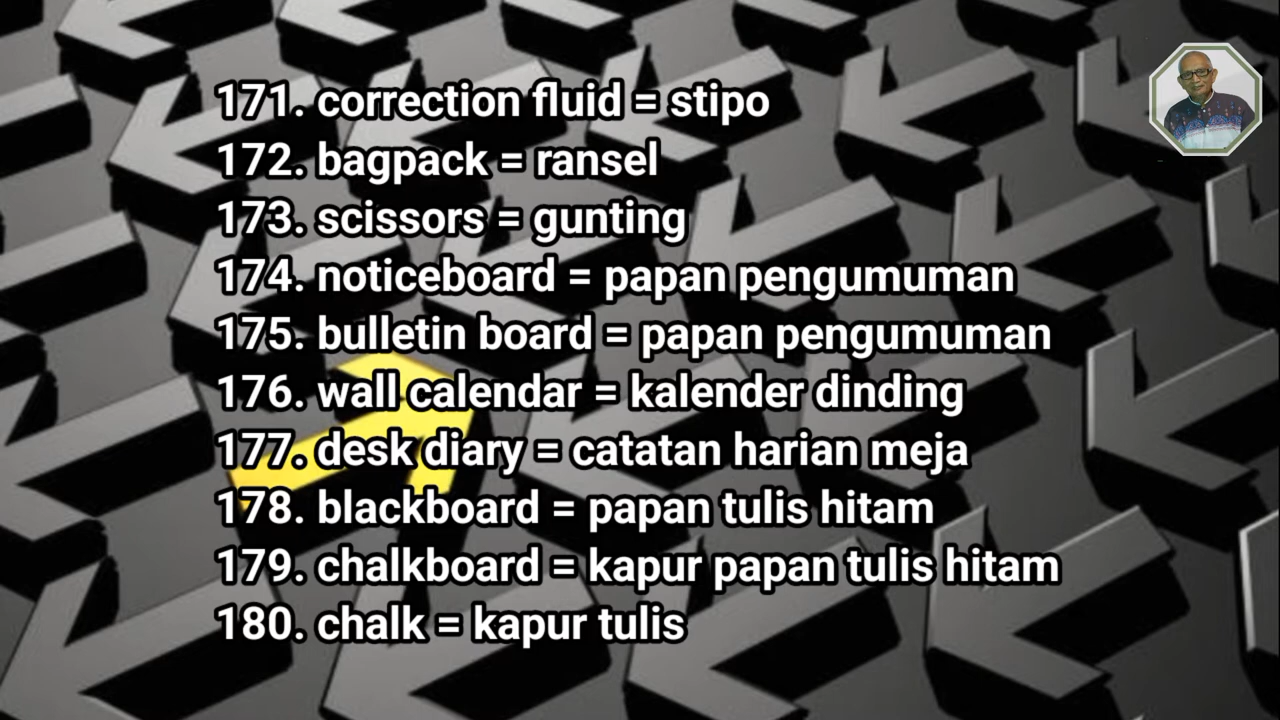 171. correction fluid = stipo
172. bagpack = ransel
173. scissors = gunting
174. noticeboard = papan pengumuman
175. bulletin board = papan pengumuman
176. wall calendar = kalender dinding
177. desk diary = catatan harian meja
178. blackboard = papan tulis hitam
179. chalkboard = kapur papan tulis hitam
180. chalk = kapur tulis